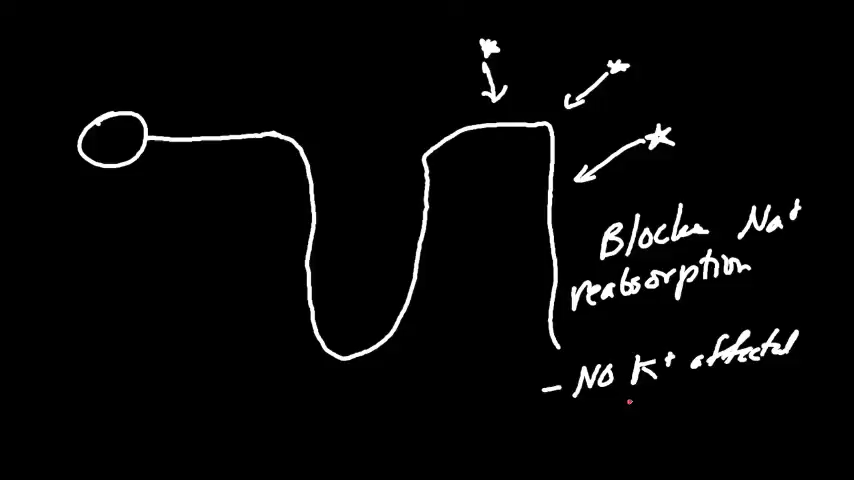 Blocks Na+
reabsorption
- NO K+ affected